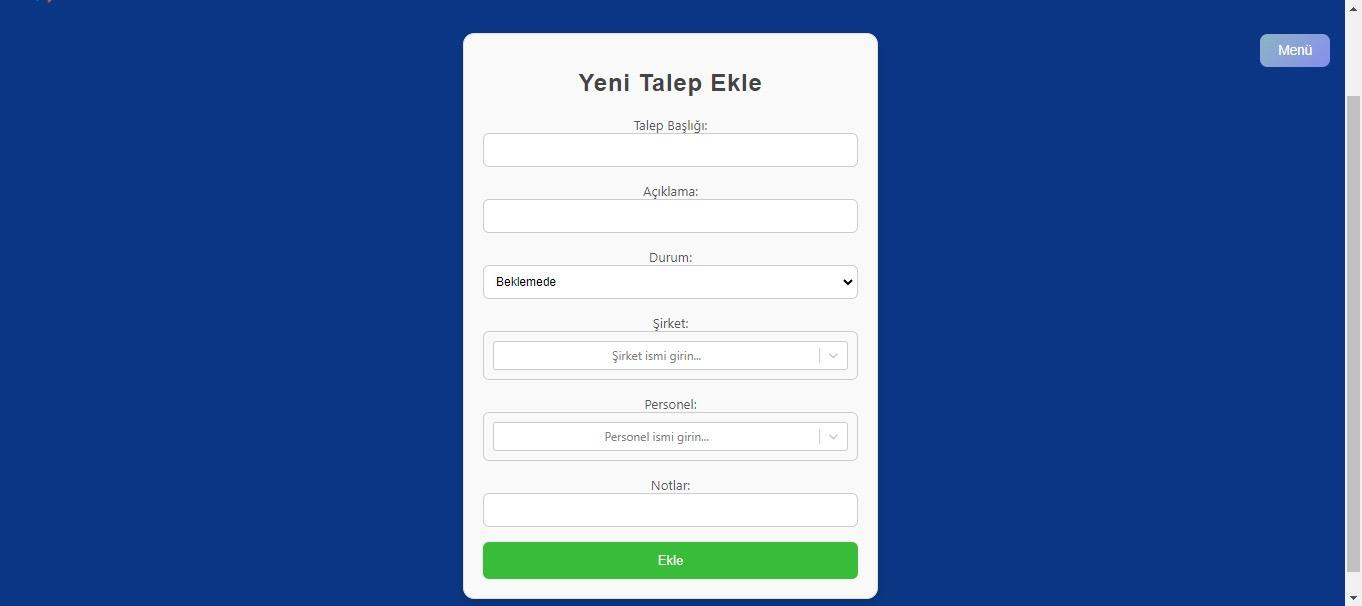 Menü
Yeni Talep Ekle
Talep Başlığı:
Açıklama:
Durum:
Beklemede
Şirket:
Şirket ismi girin...
Personel:
Personel ismi girin...
Notlar:
Ekle